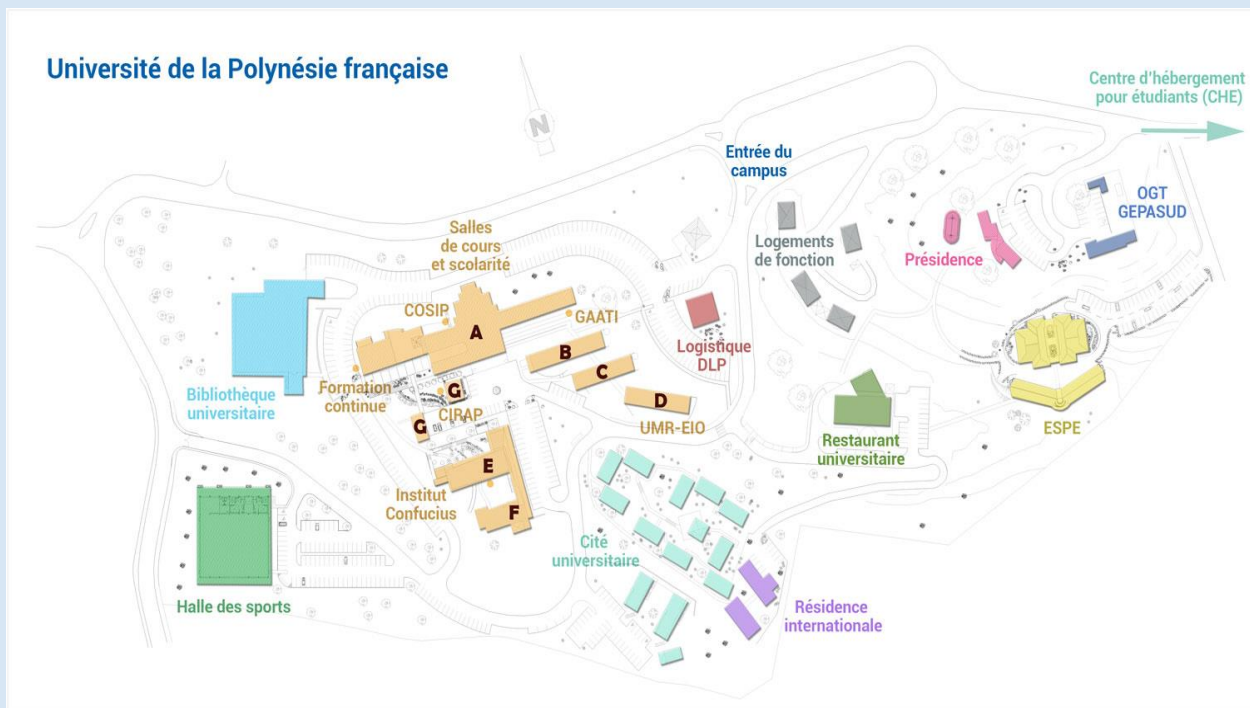 Université de la Polynésie française
Centre d'hébergement
pour étudiants (CHE)
N
Entrée du
campus
OGT
GEPASUD
Salles
de cours
et scolarité
Logements
de fonction
Présidence
COSIP
GAATI
A
B
Logistique
DLP
C
Bibliothèque
universitaire
Formation
continue
G
CIRAP
G
D
UMR-EIO
ESPE
Restaurant
universitaire
E
Institut
Confucius
F
Cité
universitaire
Halle des sports
Résidence
internationale